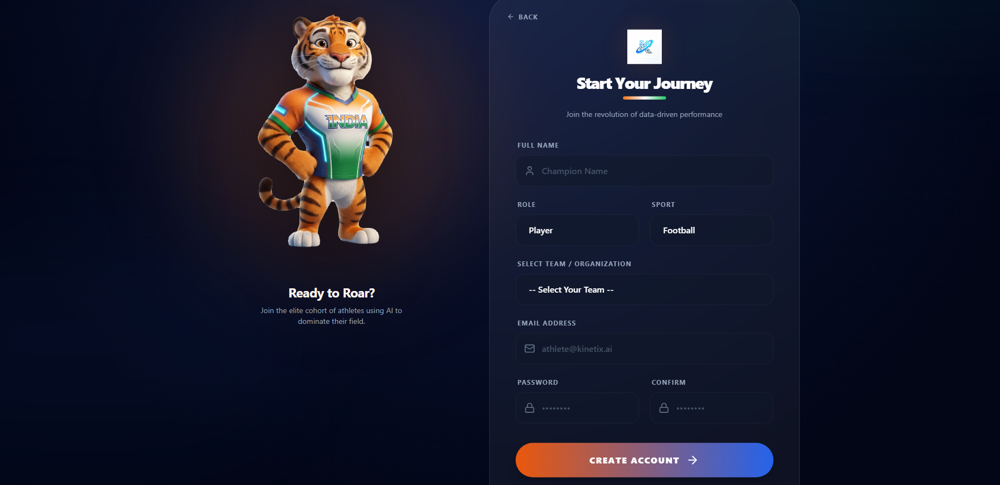 INDIA
Ready to Roar?
Join the elite cohort of athletes using AI to
dominate their field.
BACK
K
Start Your Journey
Join the revolution of data-driven performance
FULL NAME
Champion Name
ROLE
SPORT
Player
Football
SELECT TEAM / ORGANIZATION
-- Select Your Team --
EMAIL ADDRESS
athlete@kinetix.ai
PASSWORD
CONFIRM
••••••••
••••••••
CREATE ACCOUNT